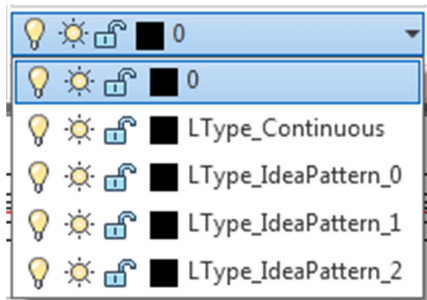 0
0
LType_Continuous
LType_IdeaPattern_0
LType_IdeaPattern_1
LType_IdeaPattern_2